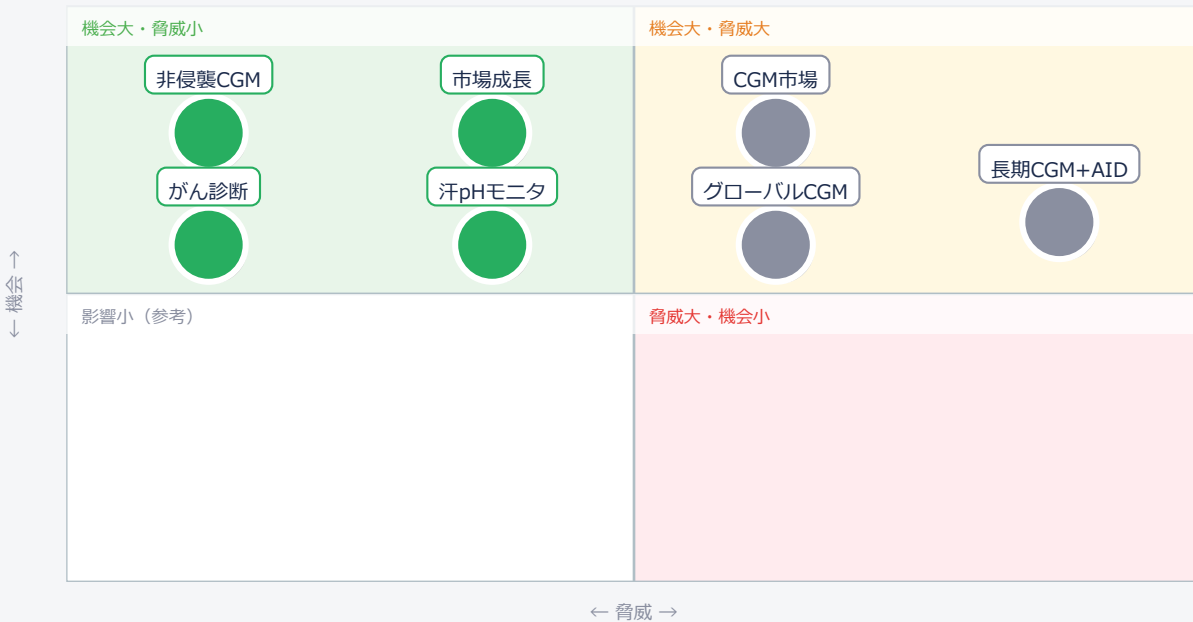 機会大・脅威小
機会大・脅威大
非侵襲CGM
市場成長
CGM市場
長期CGM+AID
がん診断
汗pHモニタ
グローバルCGM
← 機会 →
影響小（参考）
脅威大・機会小
← 脅威 →